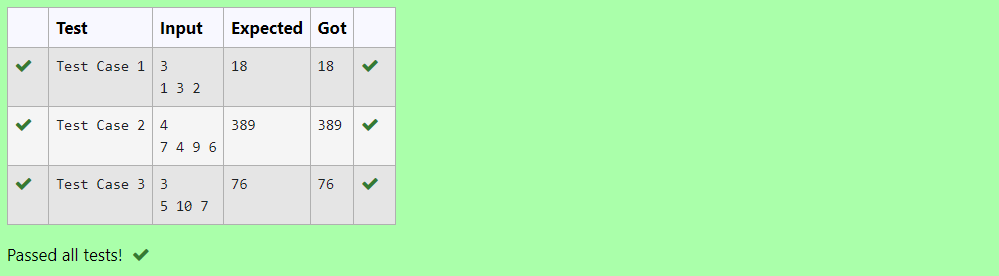 Test Input Expected Got
Test Case 1 3 18 18
1 3 2
Test Case 2 4 389 389
7 4 9 6
Test Case 3 3 76 76
5 10 7
Passed all tests!